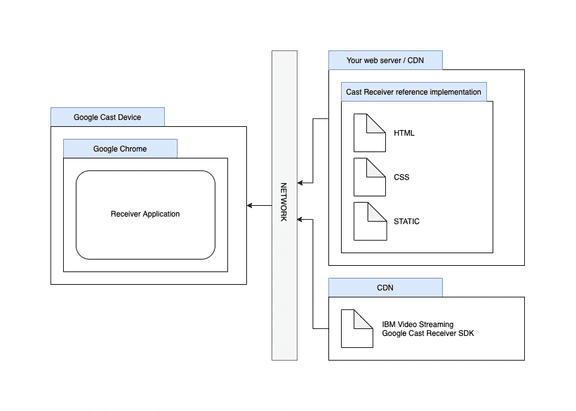 Google Cast Device
Google Chrome
Receiver Application
NETWORK
Your web server / CDN
Cast Receiver reference implementation
HTML
CSS
STATIC
CDN
IBM Video Streaming
Google Cast Receiver SDK